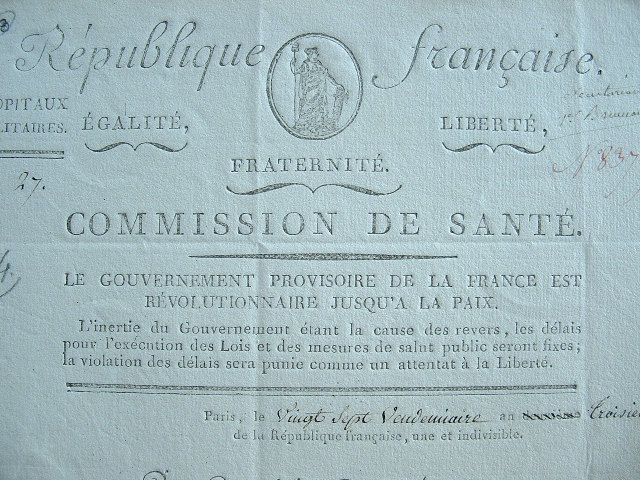 République française.
OPITAUX
LITAIRES.
ÉGALITÉ, LIBERTÉ,
FRATERNITÉ.
27.
N 837
COMMISSION DE SANTÉ.
LE GOUVERNEMENT PROVISOIRE DE LA FRANCE EST
RÉVOLUTIONNAIRE JUSQU'A LA PAIX.
L'inertie du Gouvernement étant la cause des revers, les délais
pour l'exécution des Lois et des mesures de salut public seront fixes;
la violation des délais sera punie comme un attentat à la Liberté.
Paris, le Vingt Sept Vendemiaire an Troisie
de la République française, une et indivisible.